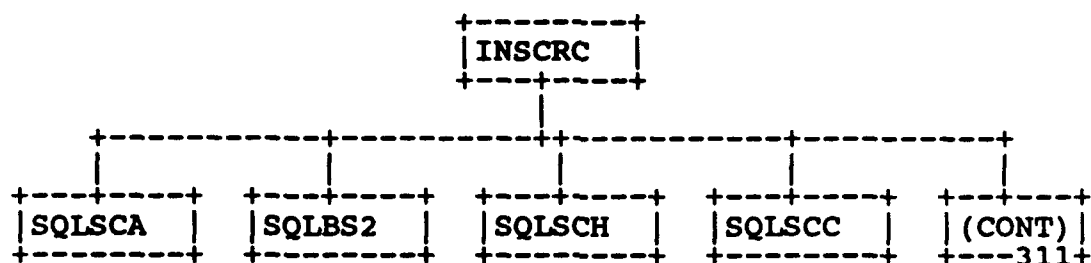 INSCRC
SQLSCA SQLBS2 SQLSCH SQLSCC (CONT)
311